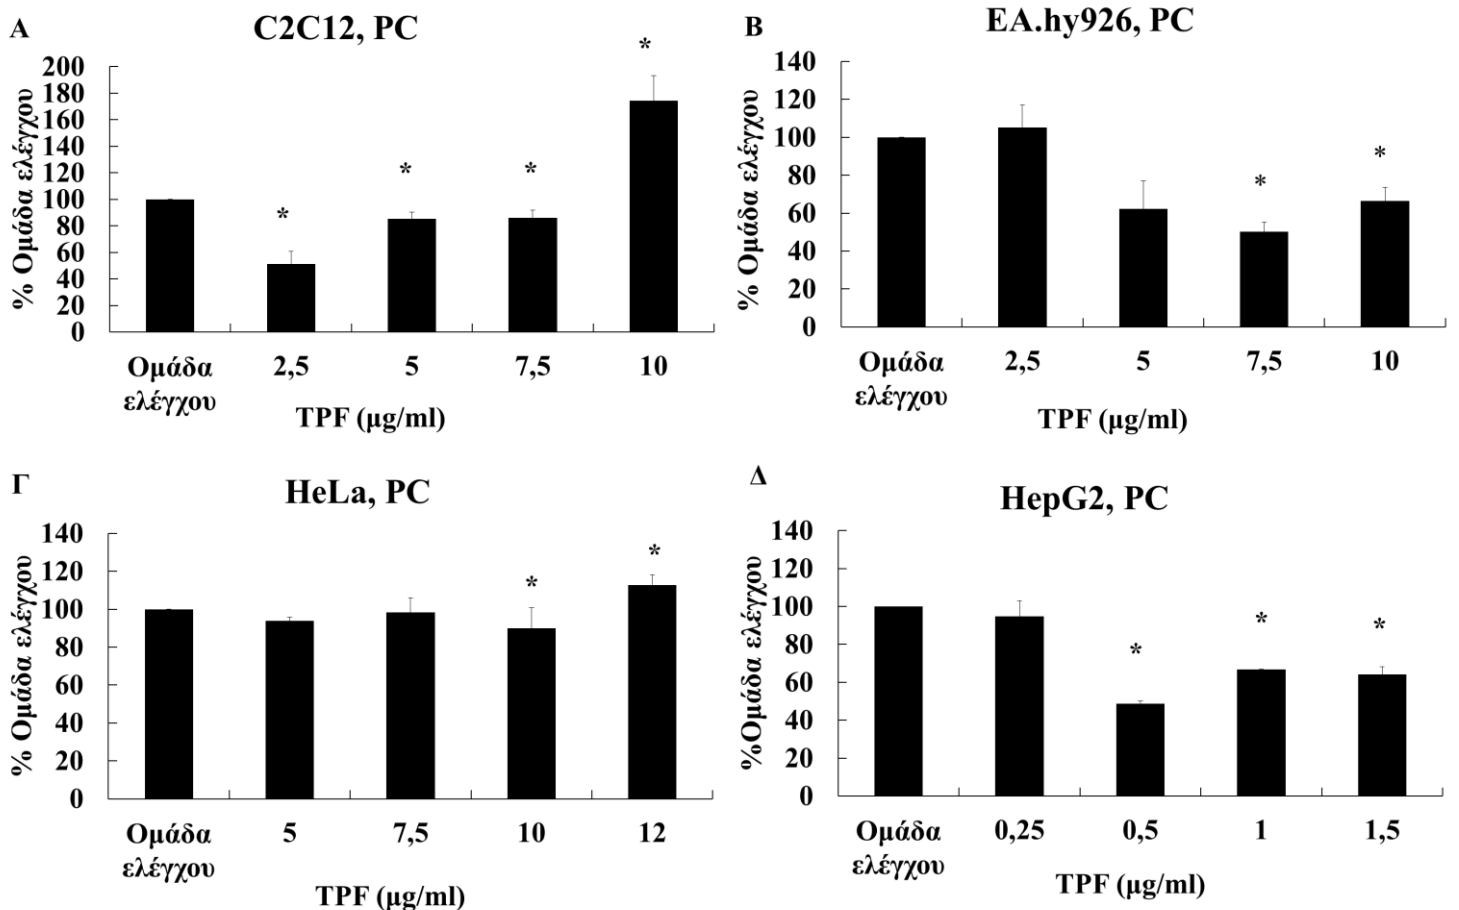 A
C2C12, PC
*
200
180
160
140
120
100
80
60
40
20
0
% Ομάδα ελέγχου
*
*
*
Ομάδα
ελέγχου
2,5
5
7,5
10
TPF (μg/ml)
B
EA.hy926, PC
140
120
100
80
60
40
20
0
% Ομάδα ελέγχου
*
*
Ομάδα
ελέγχου
2,5
5
7,5
10
TPF (μg/ml)
Γ
HeLa, PC
140
120
100
80
60
40
20
0
% Ομάδα ελέγχου
*
*
Ομάδα
ελέγχου
5
7,5
10
12
TPF (μg/ml)
Δ
HepG2, PC
140
120
100
80
60
40
20
0
%Ομάδα ελέγχου
*
*
*
Ομάδα
ελέγχου
0,25
0,5
1
1,5
TPF (μg/ml)